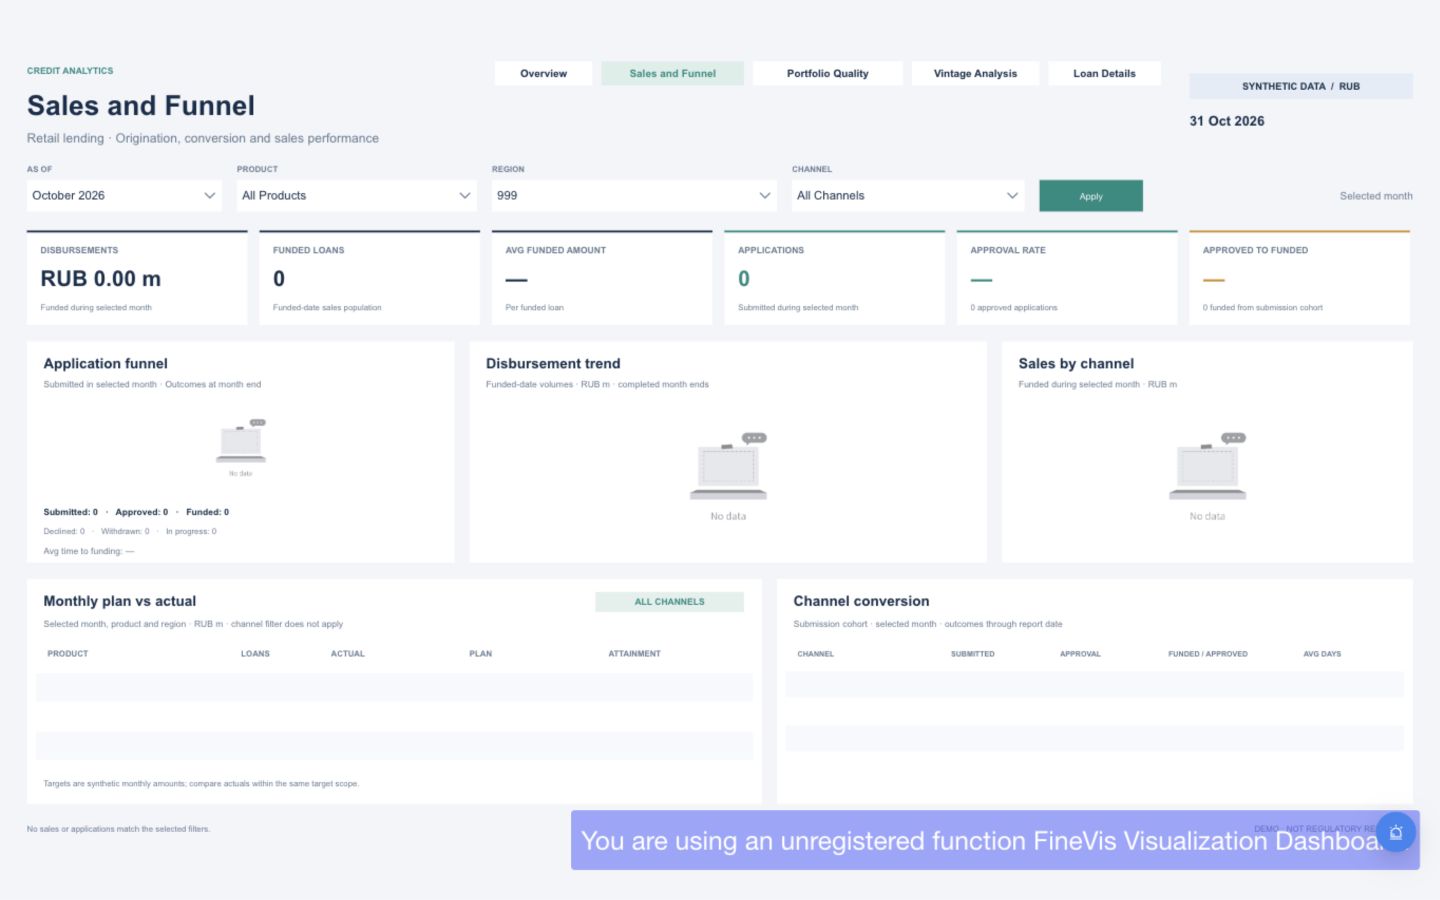 CREDIT ANALYTICS
Overview
Sales and Funnel
Portfolio Quality
Vintage Analysis
Loan Details
SYNTHETIC DATA / RUB
Sales and Funnel
31 Oct 2026
Retail lending · Origination, conversion and sales performance
AS OF
PRODUCT
REGION
CHANNEL
October 2026
All Products
999
All Channels
Apply
Selected month
DISBURSEMENTS
RUB 0.00 m
Funded during selected month
FUNDED LOANS
0
Funded-date sales population
AVG FUNDED AMOUNT
—
Per funded loan
APPLICATIONS
0
Submitted during selected month
APPROVAL RATE
—
0 approved applications
APPROVED TO FUNDED
—
0 funded from submission cohort
Application funnel
Submitted in selected month · Outcomes at month end
No data
Submitted: 0 · Approved: 0 · Funded: 0
Declined: 0 · Withdrawn: 0 · In progress: 0
Avg time to funding: —
Disbursement trend
Funded-date volumes · RUB m · completed month ends
No data
Sales by channel
Funded during selected month · RUB m
No data
Monthly plan vs actual
ALL CHANNELS
Selected month, product and region · RUB m · channel filter does not apply
PRODUCT LOANS ACTUAL PLAN ATTAINMENT
Targets are synthetic monthly amounts; compare actuals within the same target scope.
Channel conversion
Submission cohort · selected month · outcomes through report date
CHANNEL SUBMITTED APPROVAL FUNDED / APPROVED AVG DAYS
No sales or applications match the selected filters.
DEMO · NOT REGULATORY
You are using an unregistered function FineVis Visualization